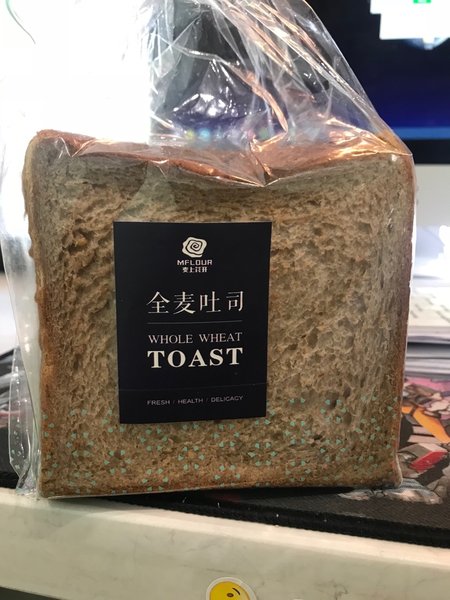 MFLOUR
麦上花开
全麦吐司
WHOLE WHEAT
TOAST
FRESH / HEALTH / DELICACY